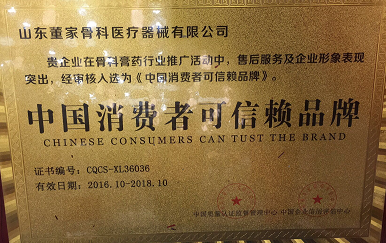 山东董家骨科医疗器械有限公司
贵企业在骨科膏药行业推广活动中，售后服务及企业形象表现
突出，经审核入选为《中国消费者可信赖品牌》。
中国消费者可信赖品牌
CHINESE CONSUMERS CAN TUST THE BRAND
证书编号：CQCS-XL36036
有效日期：2016.10-2018.10